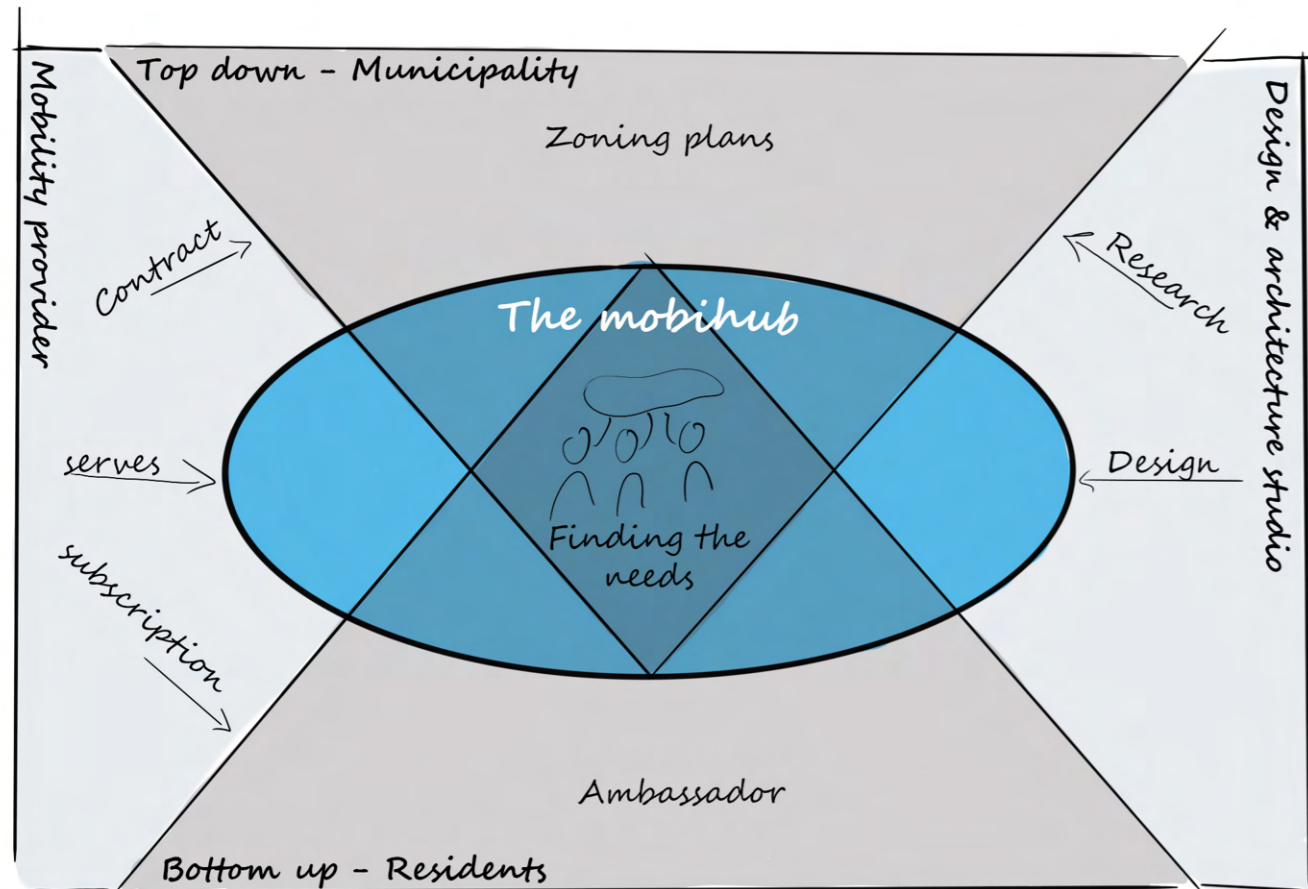 Top down - Municipality
Zoning plans
Mobility provider
Contract
serves
subscription
The mobihub
Finding the
needs
Research
Design
Design & architecture studio
Ambassador
Bottom up - Residents